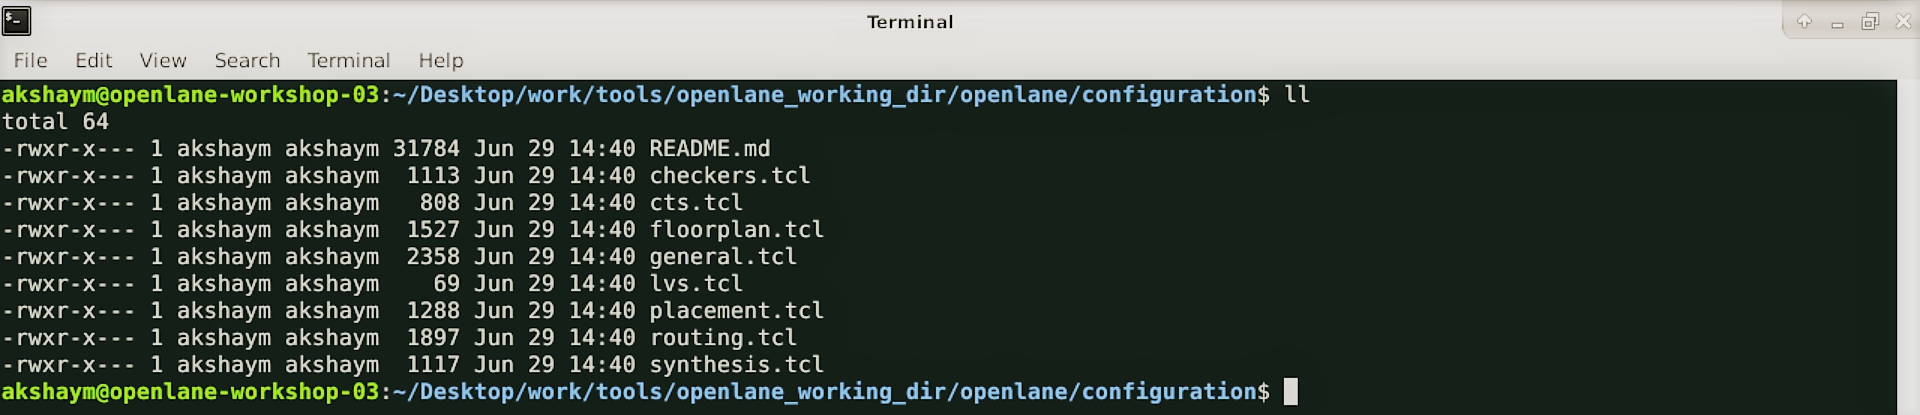 Terminal
File Edit View Search Terminal Help
akshaym@openlane-workshop-03:~/Desktop/work/tools/openlane_working_dir/openlane/configuration$ ll
total 64
-rwxr-x--- 1 akshaym akshaym 31784 Jun 29 14:40 README.md
-rwxr-x--- 1 akshaym akshaym  1113 Jun 29 14:40 checkers.tcl
-rwxr-x--- 1 akshaym akshaym   808 Jun 29 14:40 cts.tcl
-rwxr-x--- 1 akshaym akshaym  1527 Jun 29 14:40 floorplan.tcl
-rwxr-x--- 1 akshaym akshaym  2358 Jun 29 14:40 general.tcl
-rwxr-x--- 1 akshaym akshaym    69 Jun 29 14:40 lvs.tcl
-rwxr-x--- 1 akshaym akshaym  1288 Jun 29 14:40 placement.tcl
-rwxr-x--- 1 akshaym akshaym  1897 Jun 29 14:40 routing.tcl
-rwxr-x--- 1 akshaym akshaym  1117 Jun 29 14:40 synthesis.tcl
akshaym@openlane-workshop-03:~/Desktop/work/tools/openlane_working_dir/openlane/configuration$